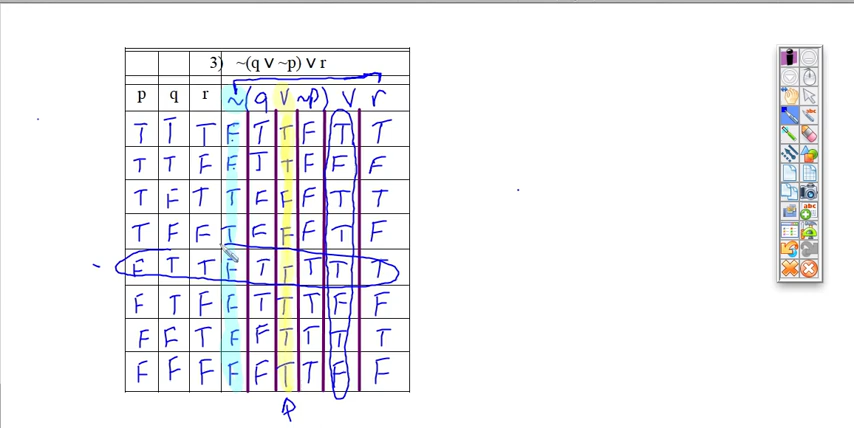 3) ~(q ∨ ~p) ∨ r
p q r ~ (q ∨ ~p) ∨ r
T T T F T T F T T
T T F F T T F F F
T F T T F F F T T
T F F T F F F T F
F T T F T T T T T
F T F F T T T F F
F F T F F T T T T
F F F F F T T F F